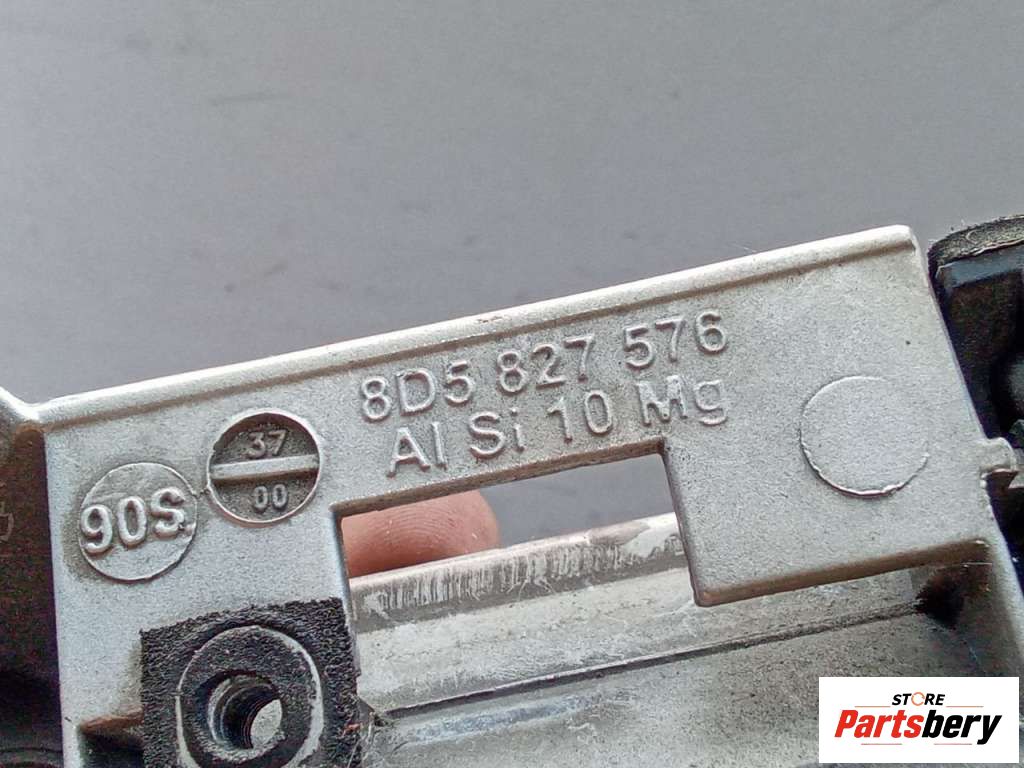 8D5 827 576
Al Si 10 Mg
37
00
90S
STORE
Partsbery